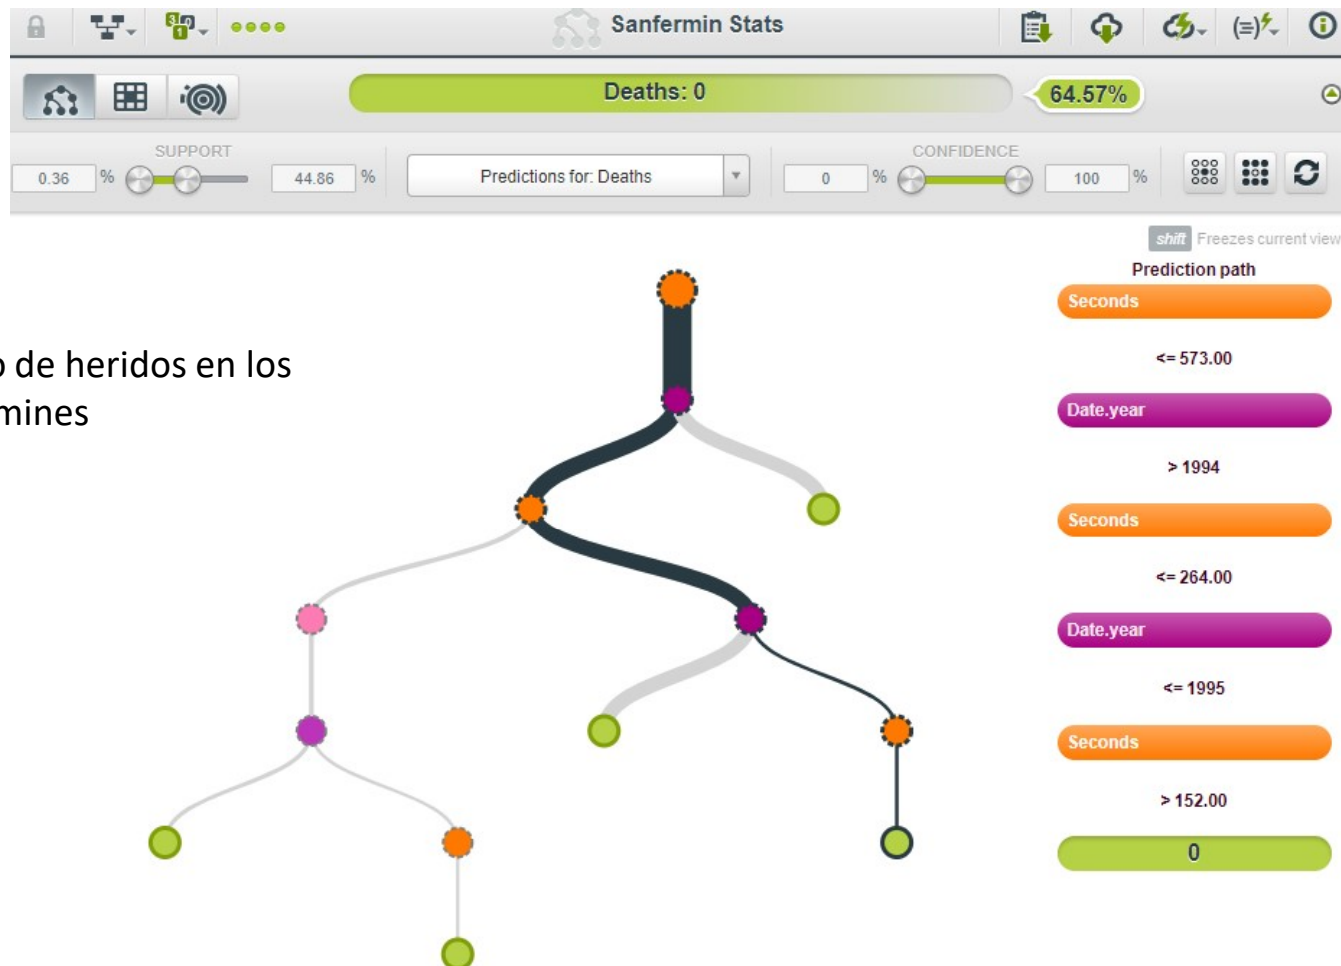 Sanfermin Stats
Deaths: 0
64.57%
SUPPORT
0.36 %
44.86 %
Predictions for: Deaths
CONFIDENCE
0 %
100 %
shift Freezes current view
Prediction path
Seconds
<= 573.00
Date.year
> 1994
Seconds
<= 264.00
Date.year
<= 1995
Seconds
> 152.00
0
de heridos en los